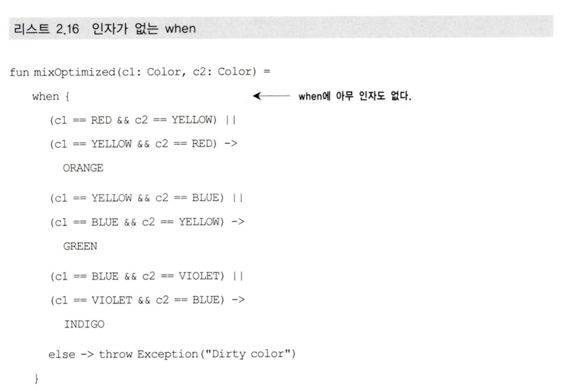 리스트 2.16 인자가 없는 when
fun mixOptimized(c1: Color, c2: Color) =
when { when에 아무 인자도 없다.
(c1 == RED && c2 == YELLOW) ||
(c1 == YELLOW && c2 == RED) ->
ORANGE
(c1 == YELLOW && c2 == BLUE) ||
(c1 == BLUE && c2 == YELLOW) ->
GREEN
(c1 == BLUE && c2 == VIOLET) ||
(c1 == VIOLET && c2 == BLUE) ->
INDIGO
else -> throw Exception("Dirty color")
}